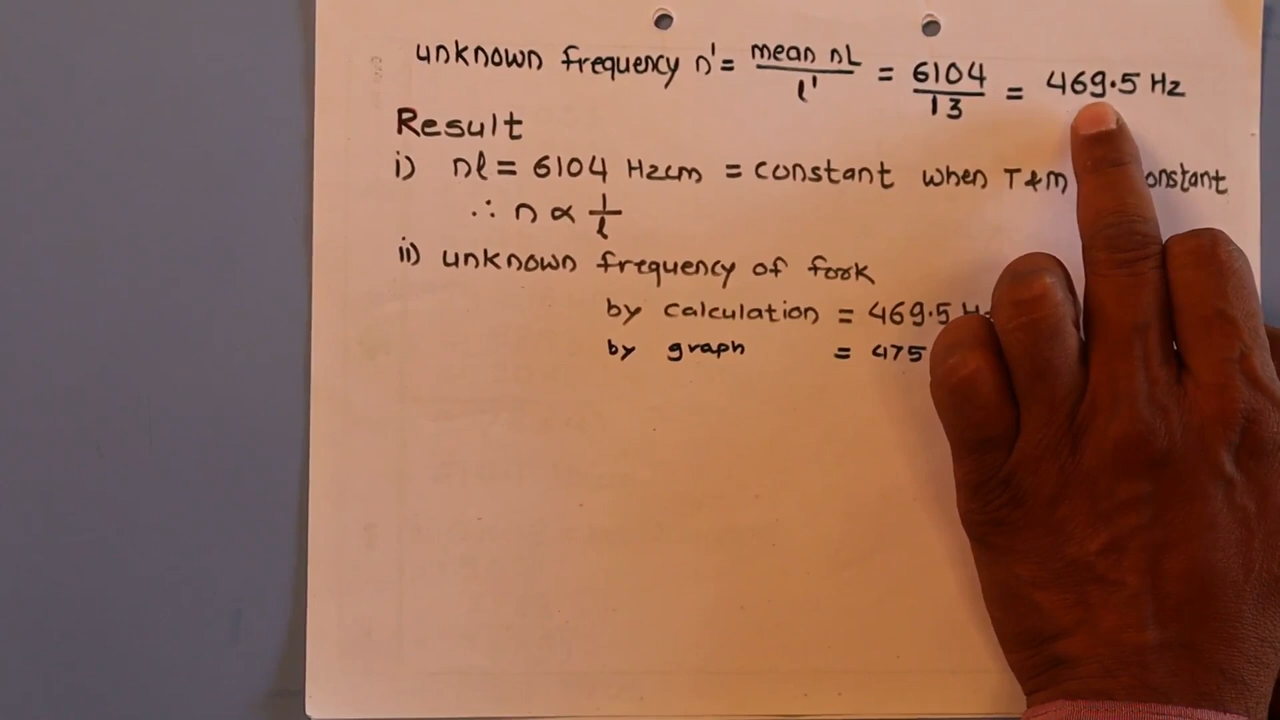 unknown frequency n' = mean nL / l' = 6104 / 13 = 469.5 Hz
Result
i) nl = 6104 Hzcm = constant when T & m onstant
∴ n ∝ 1/l
ii) unknown frequency of fork
by calculation = 469.5 H
by graph = 475